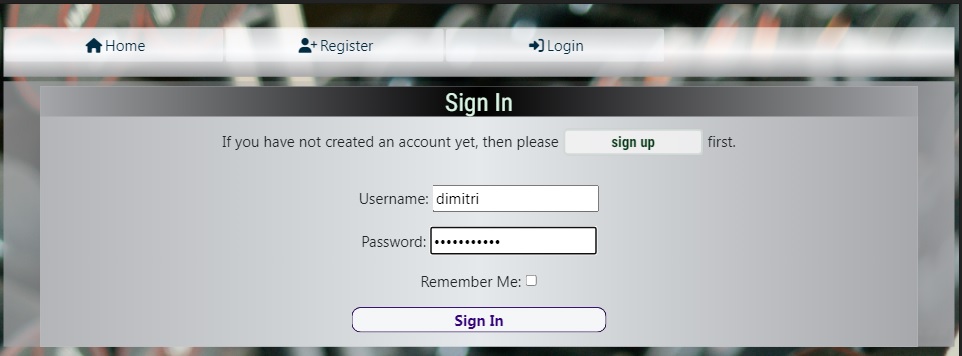 Home Register Login
Sign In
If you have not created an account yet, then please sign up first.
Username: dimitri
Password: •••••••••••
Remember Me:
Sign In